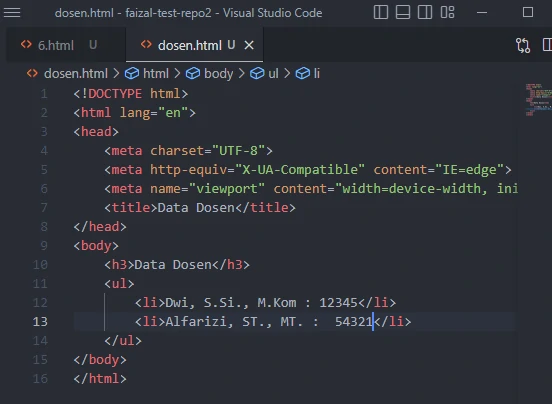 dosen.html - faizal-test-repo2 - Visual Studio Code
6.html U dosen.html U
dosen.html > html > body > ul > li
1 <!DOCTYPE html>
2 <html lang="en">
3 <head>
4 <meta charset="UTF-8">
5 <meta http-equiv="X-UA-Compatible" content="IE=edge">
6 <meta name="viewport" content="width=device-width, ini
7 <title>Data Dosen</title>
8 </head>
9 <body>
10 <h3>Data Dosen</h3>
11 <ul>
12 <li>Dwi, S.Si., M.Kom : 12345</li>
13 <li>Alfarizi, ST., MT. :  54321</li>
14 </ul>
15 </body>
16 </html>